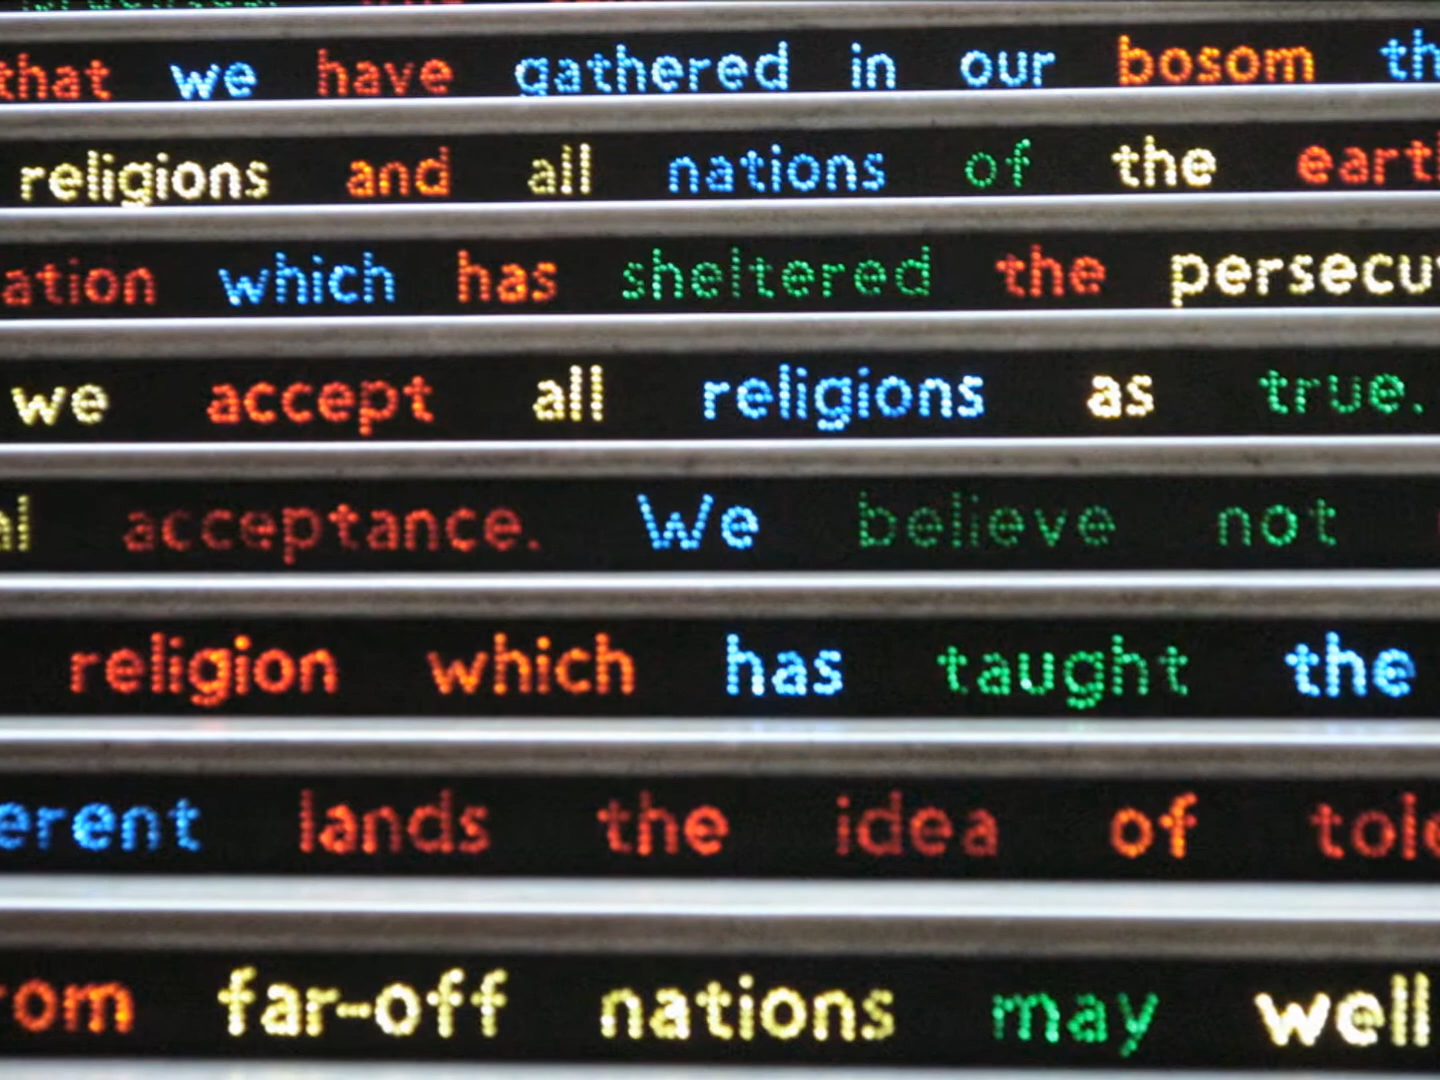 that we have gathered in our bosom th
religions and all nations of the eart
ation which has sheltered the persecu
we accept all religions as true.
al acceptance. We believe not
religion which has taught the
erent lands the idea of tole
rom far-off nations may well